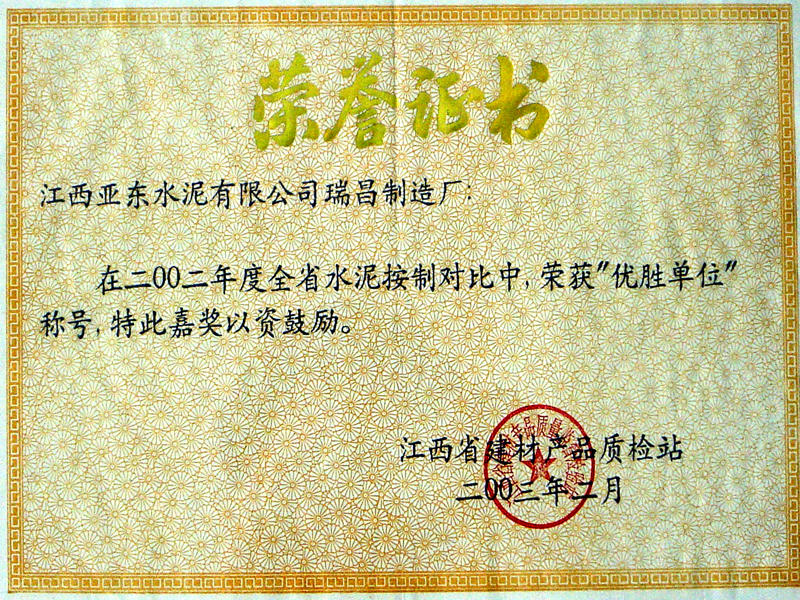 荣誉证书
江西亚东水泥有限公司瑞昌制造厂:
在二00二年度全省水泥按制对比中,荣获"优胜单位"
称号,特此嘉奖以资鼓励。
江西省建材产品质检站
二00三年二月